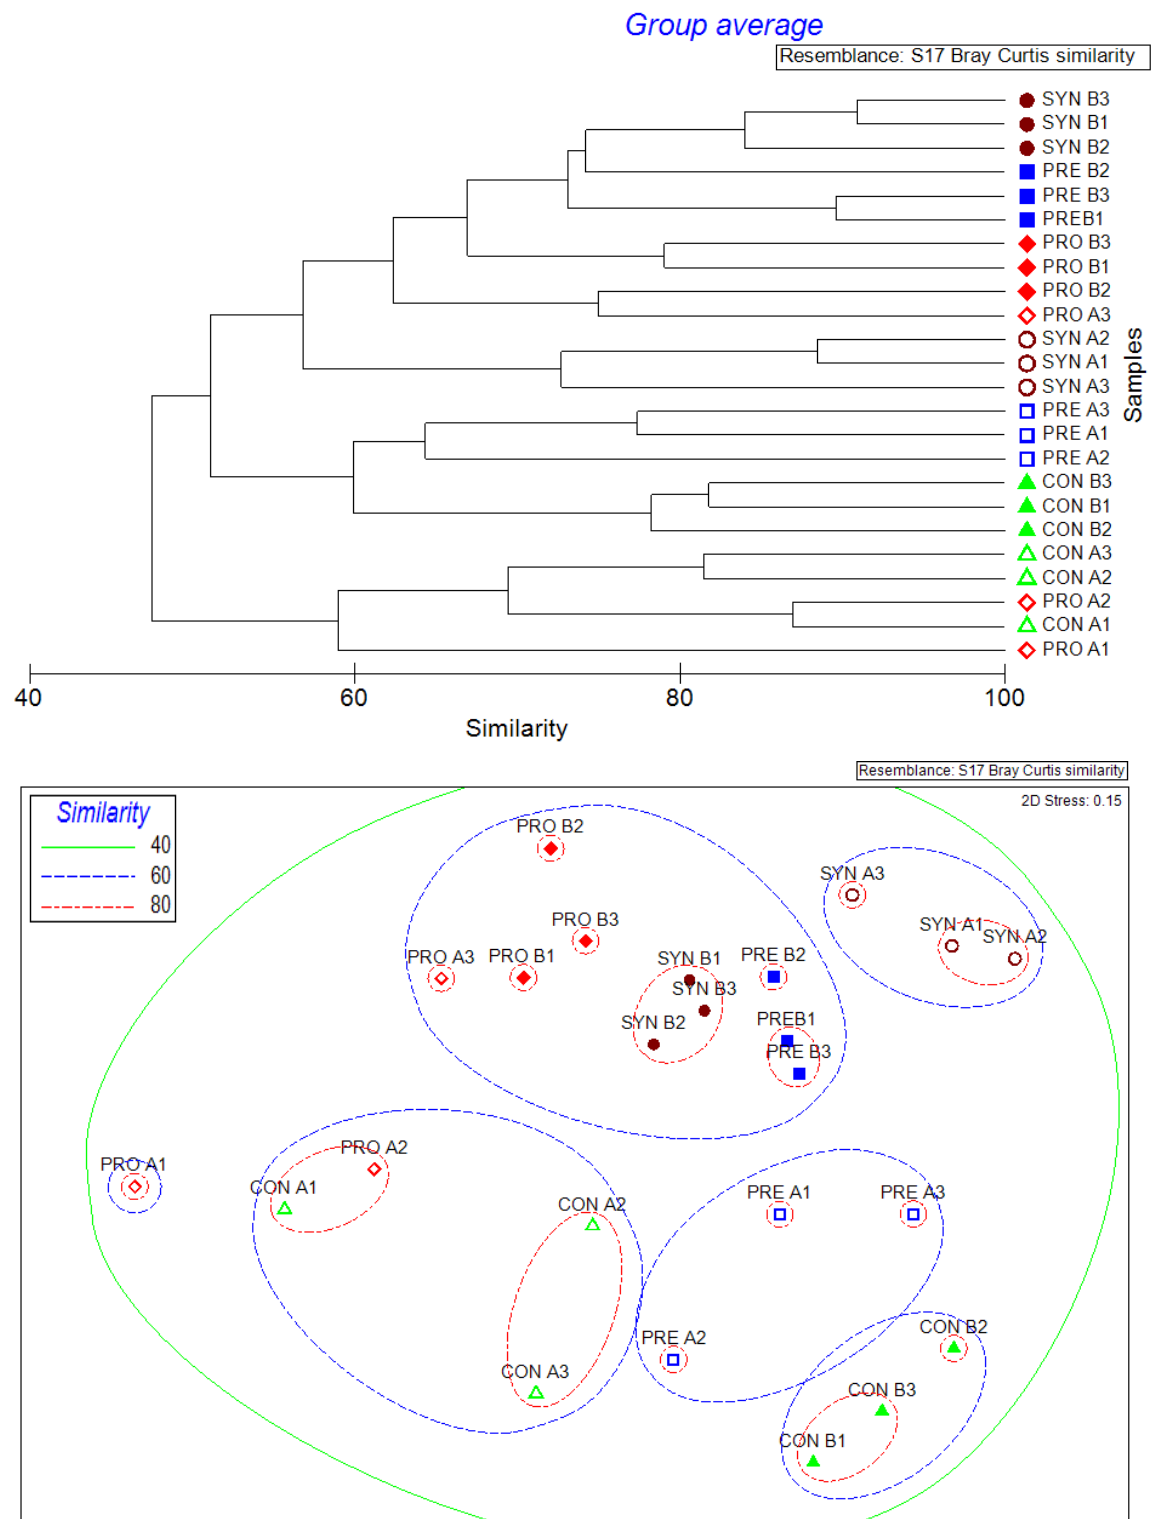 Group average
Resemblance: S17 Bray Curtis similarity
SYN B3
SYN B1
SYN B2
PRE B2
PRE B3
PREB1
PRO B3
PRO B1
PRO B2
PRO A3
SYN A2
SYN A1
SYN A3
PRE A3
PRE A1
PRE A2
CON B3
CON B1
CON B2
CON A3
CON A2
PRO A2
CON A1
PRO A1
Samples
40 60 80 100
Similarity
Resemblance: S17 Bray Curtis similarity
2D Stress: 0.15
Similarity
40
60
80
PRO B2
SYN A3
PRO B3
SYN A1
SYN A2
PRO A3
PRO B1
SYN B1
PRE B2
SYN B3
SYN B2
PREB1
PRE B3
PRO A1
PRO A2
CON A1
CON A2
PRE A1
PRE A3
PRE A2
CON B2
CON A3
CON B3
CON B1